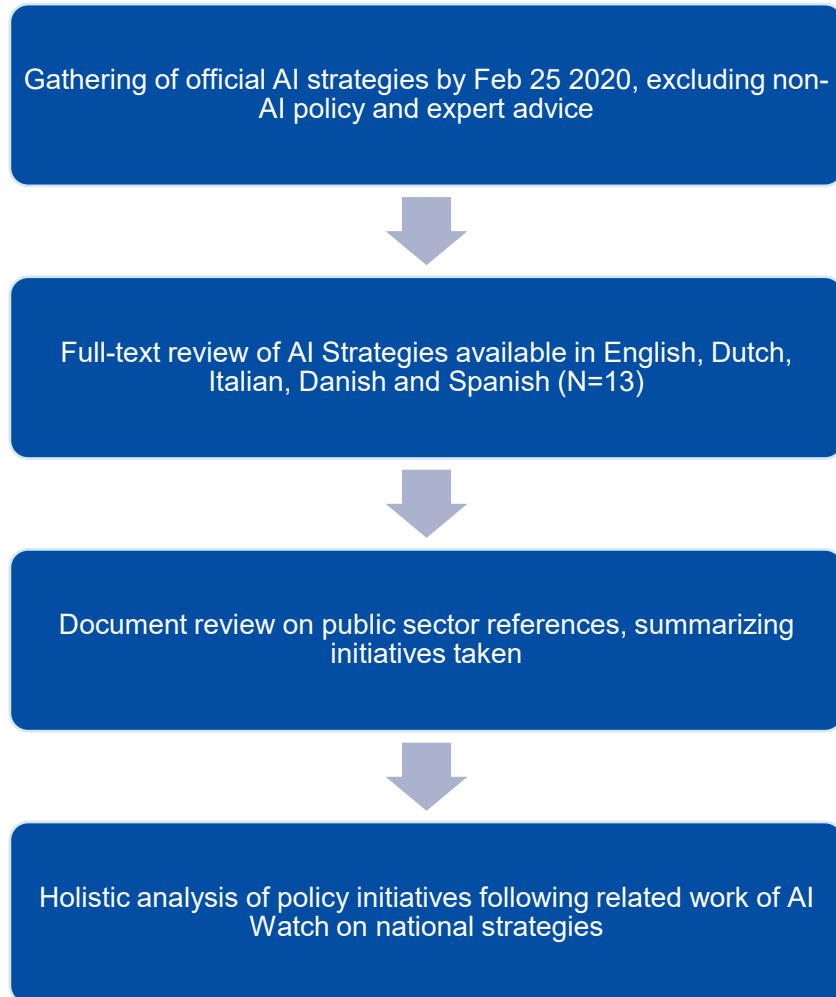 Gathering of official AI strategies by Feb 25 2020, excluding non-
AI policy and expert advice
Full-text review of AI Strategies available in English, Dutch,
Italian, Danish and Spanish (N=13)
Document review on public sector references, summarizing
initiatives taken
Holistic analysis of policy initiatives following related work of AI
Watch on national strategies